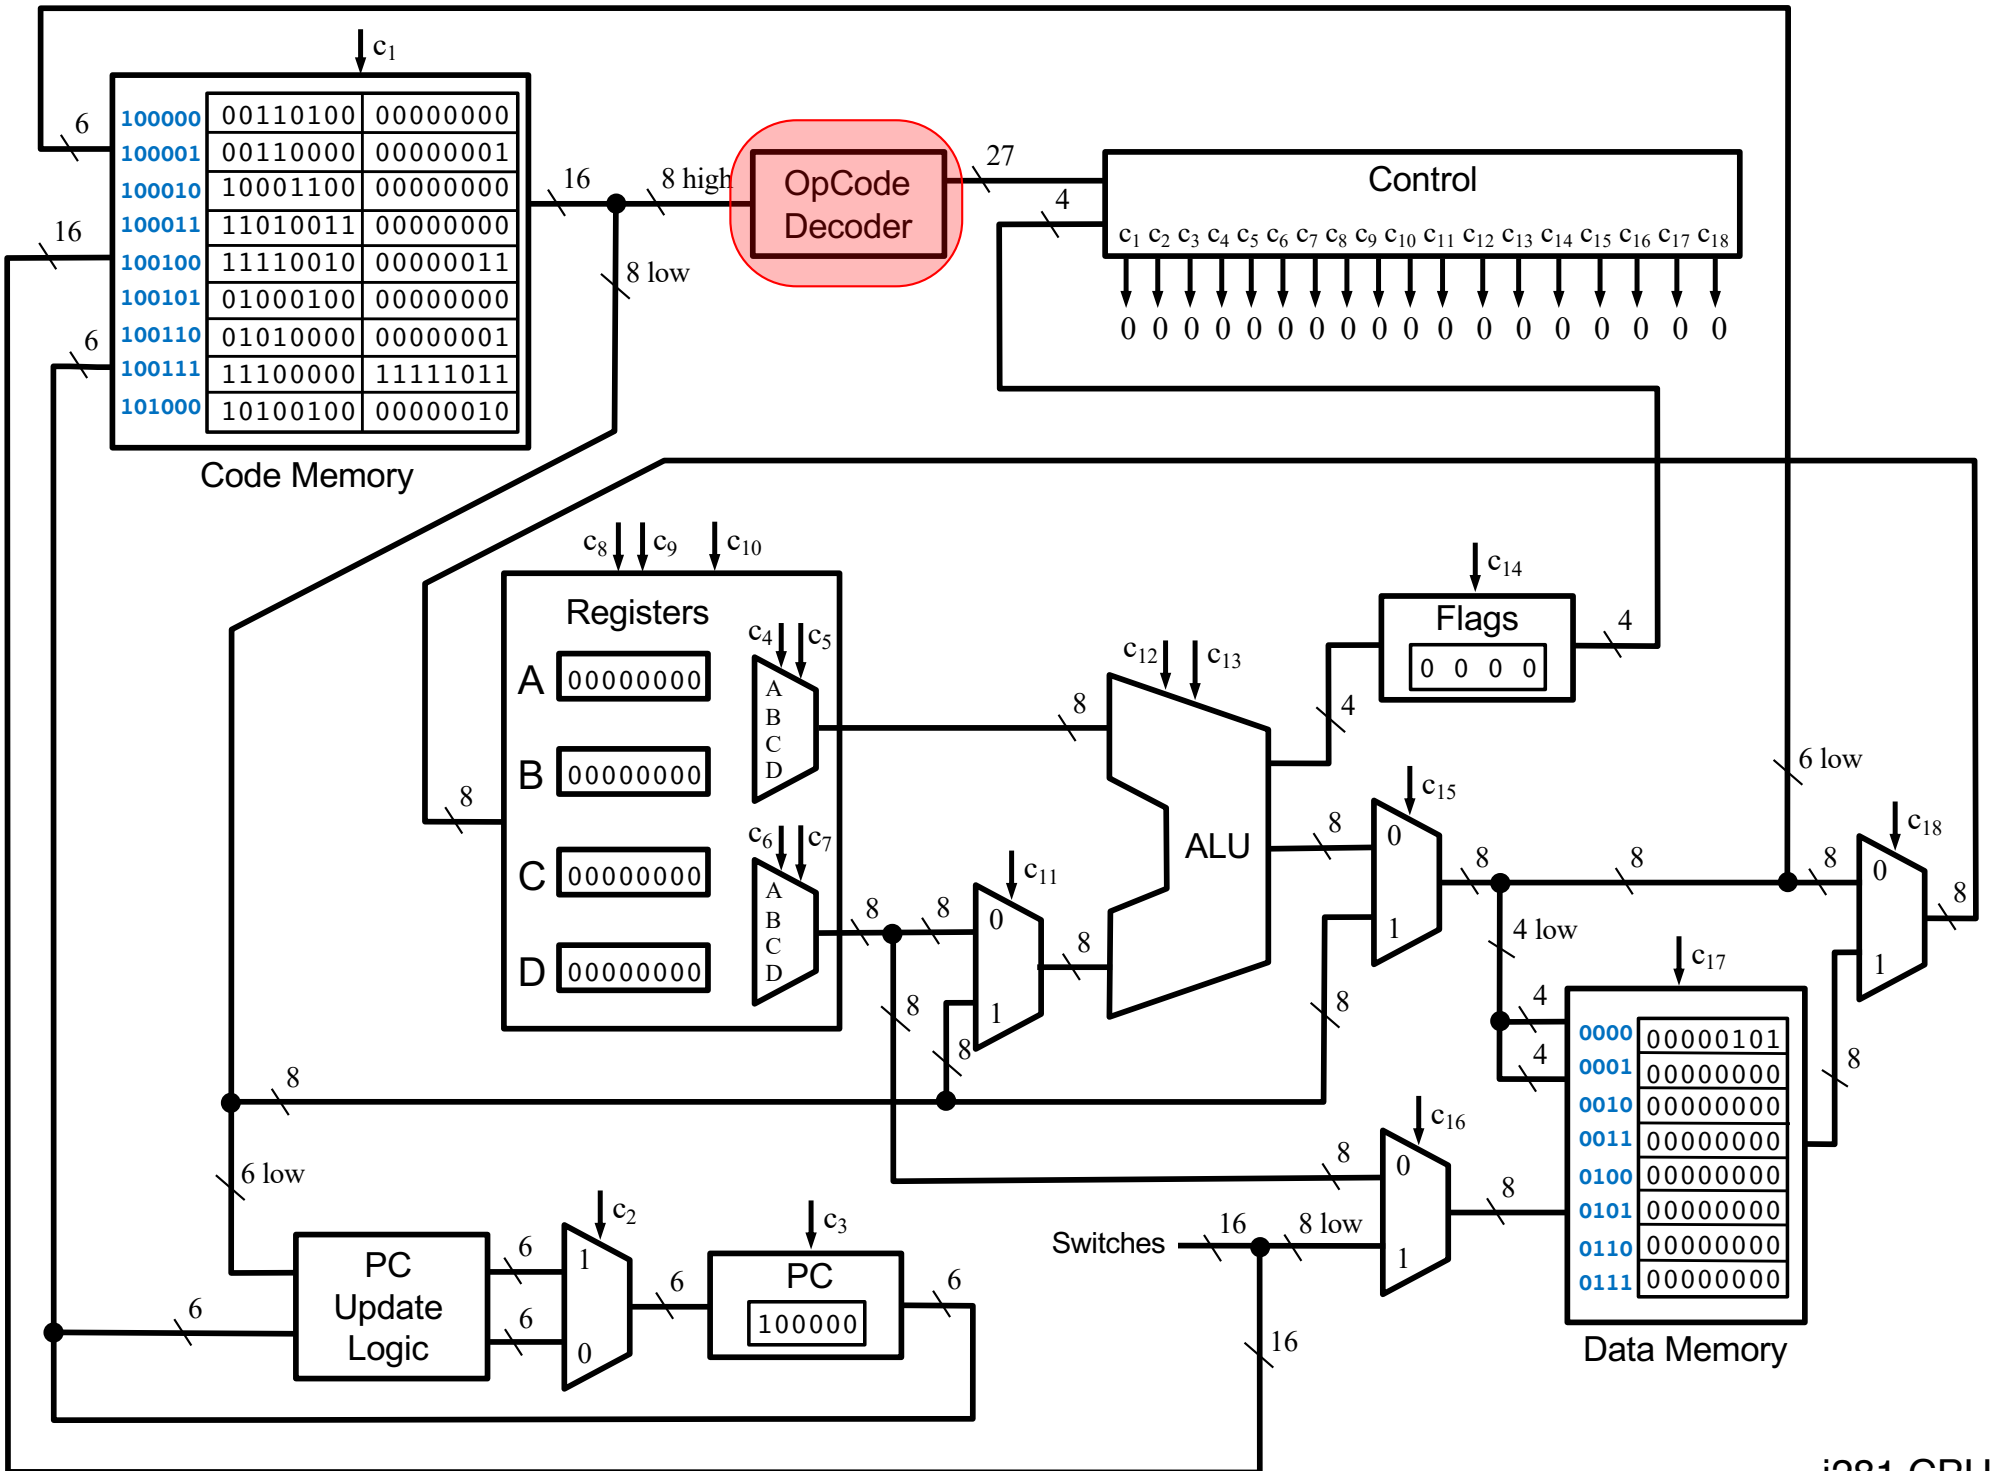 c1
100000 00110100 00000000
100001 00110000 00000001
100010 10001100 00000000
100011 11010011 00000000
100100 11110010 00000011
100101 01000100 00000000
100110 01010000 00000001
100111 11100000 11111011
101000 10100100 00000010
Code Memory
6
16
6
16
8 high
8 low
OpCode
Decoder
27
4
Control
c1 c2 c3 c4 c5 c6 c7 c8 c9 c10 c11 c12 c13 c14 c15 c16 c17 c18
0 0 0 0 0 0 0 0 0 0 0 0 0 0 0 0 0 0
c8 c9 c10
Registers
A 00000000
B 00000000
C 00000000
D 00000000
c4 c5
A
B
C
D
c6 c7
A
B
C
D
8
8
8
8
8
8
c11
0
1
8
8
c12 c13
ALU
4
8
c14
Flags
0 0 0 0
4
c15
0
1
8
8
8
8
6 low
4 low
c18
0
1
8
c17
4
4
0000 00000101
0001 00000000
0010 00000000
0011 00000000
0100 00000000
0101 00000000
0110 00000000
0111 00000000
Data Memory
8
c16
0
1
8
8
Switches
16
8 low
16
8
6 low
PC
Update
Logic
6
6
6
c2
1
0
6
c3
PC
100000
6
i281 CPU